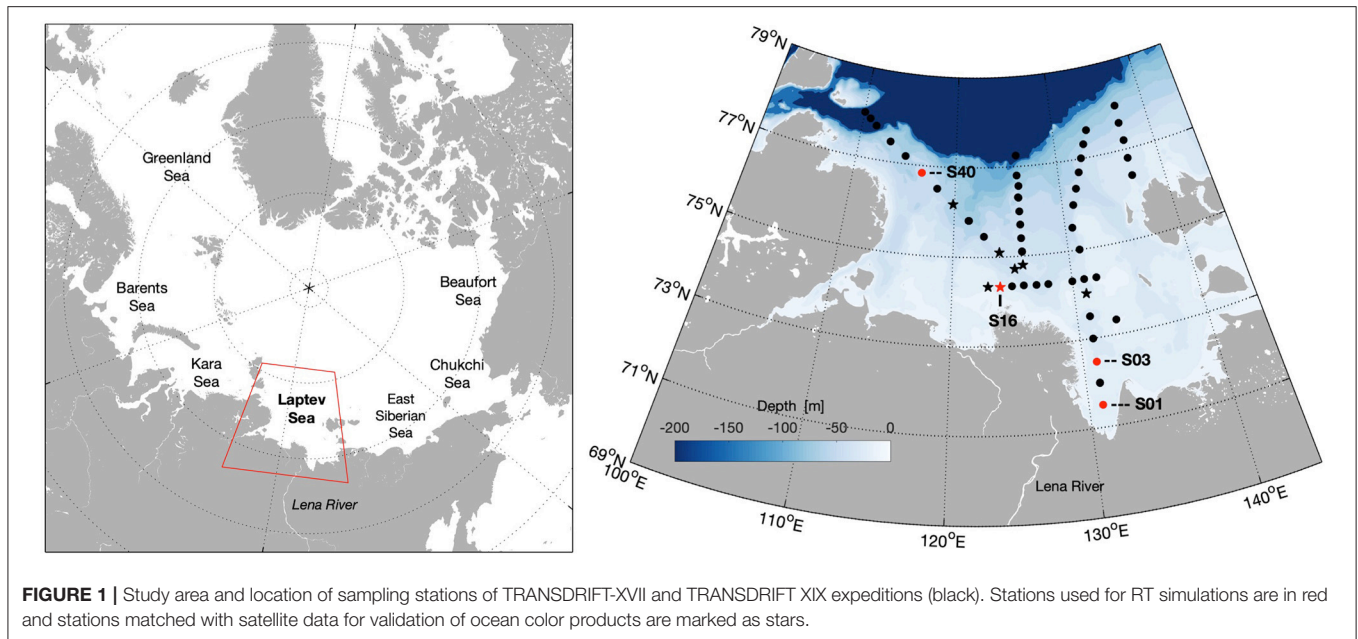 Greenland
Sea
Barents
Sea
Kara
Sea
Laptev
Sea
East
Siberian
Sea
Chukchi
Sea
Beaufort
Sea
Lena River
79°N
77°N
75°N
73°N
71°N
69°N
100°E
110°E
120°E
130°E
140°E
S40
S16
S03
S01
Depth [m]
-200 -150 -100 -50 0
Lena River
FIGURE 1 | Study area and location of sampling stations of TRANSDRIFT-XVII and TRANSDRIFT XIX expeditions (black). Stations used for RT simulations are in red
and stations matched with satellite data for validation of ocean color products are marked as stars.